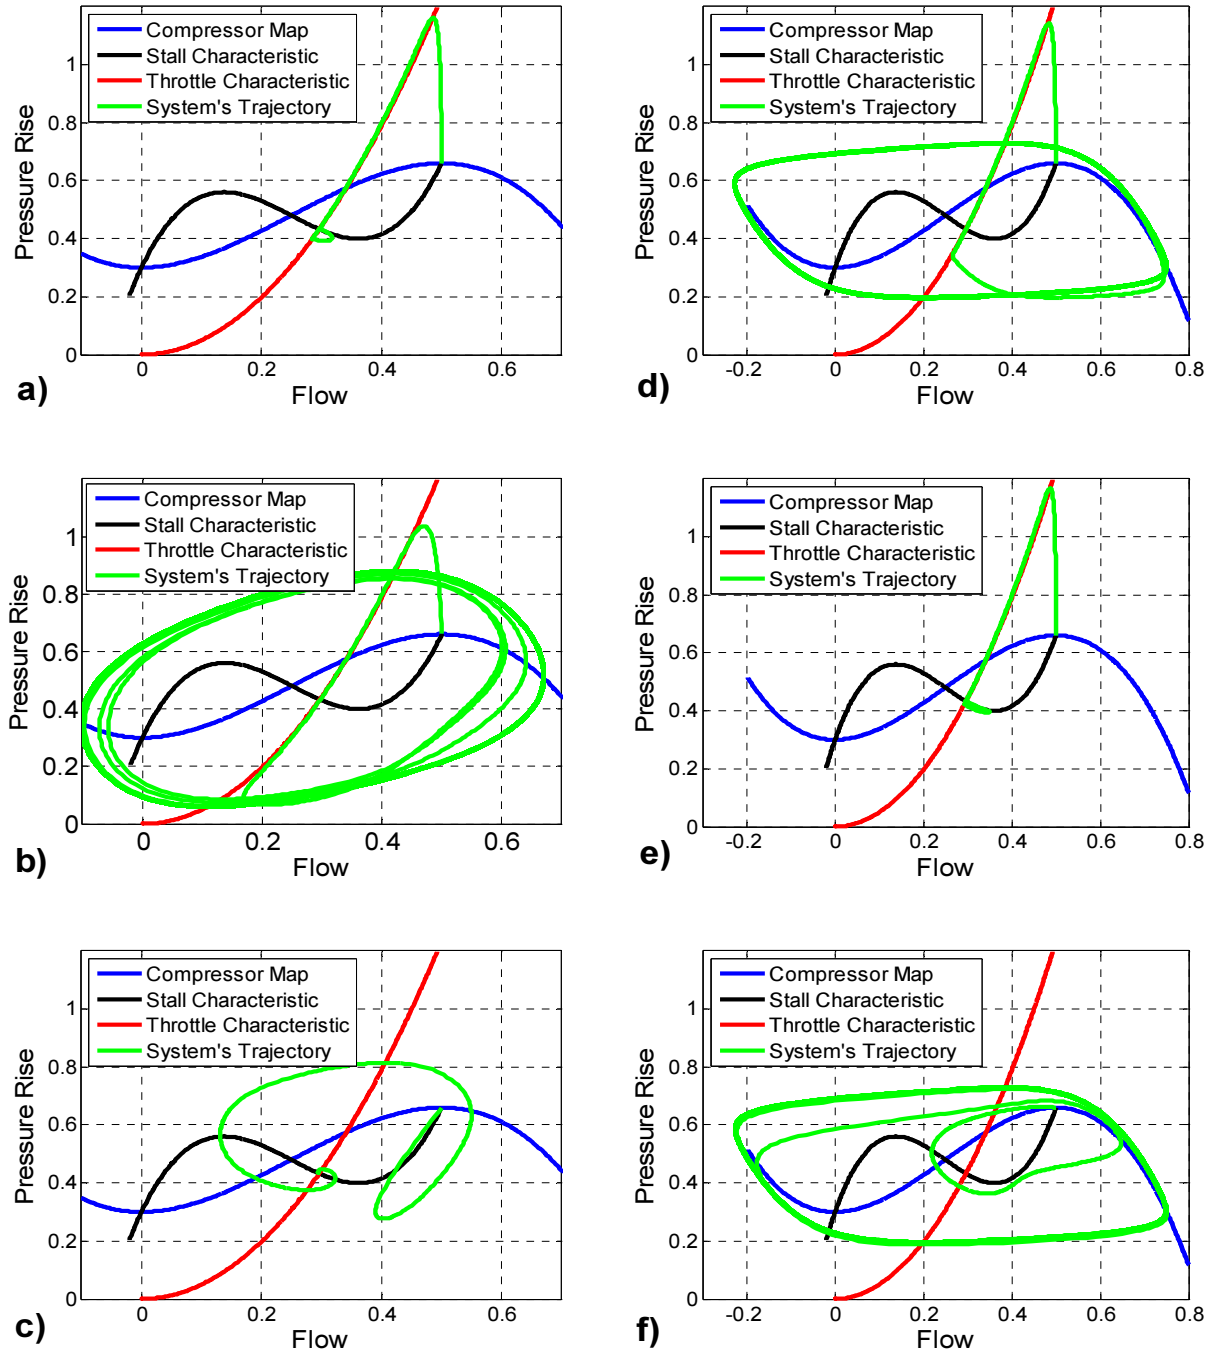 Compressor Map
Stall Characteristic
Throttle Characteristic
System's Trajectory
Pressure Rise
1
0.8
0.6
0.4
0.2
0
0 0.2 0.4 0.6
Flow
a)
Compressor Map
Stall Characteristic
Throttle Characteristic
System's Trajectory
Pressure Rise
1
0.8
0.6
0.4
0.2
0
-0.2 0 0.2 0.4 0.6 0.8
Flow
d)
Compressor Map
Stall Characteristic
Throttle Characteristic
System's Trajectory
Pressure Rise
1
0.8
0.6
0.4
0.2
0
0 0.2 0.4 0.6
Flow
b)
Compressor Map
Stall Characteristic
Throttle Characteristic
System's Trajectory
Pressure Rise
1
0.8
0.6
0.4
0.2
0
-0.2 0 0.2 0.4 0.6 0.8
Flow
e)
Compressor Map
Stall Characteristic
Throttle Characteristic
System's Trajectory
Pressure Rise
1
0.8
0.6
0.4
0.2
0
0 0.2 0.4 0.6
Flow
c)
Compressor Map
Stall Characteristic
Throttle Characteristic
System's Trajectory
Pressure Rise
1
0.8
0.6
0.4
0.2
0
-0.2 0 0.2 0.4 0.6 0.8
Flow
f)